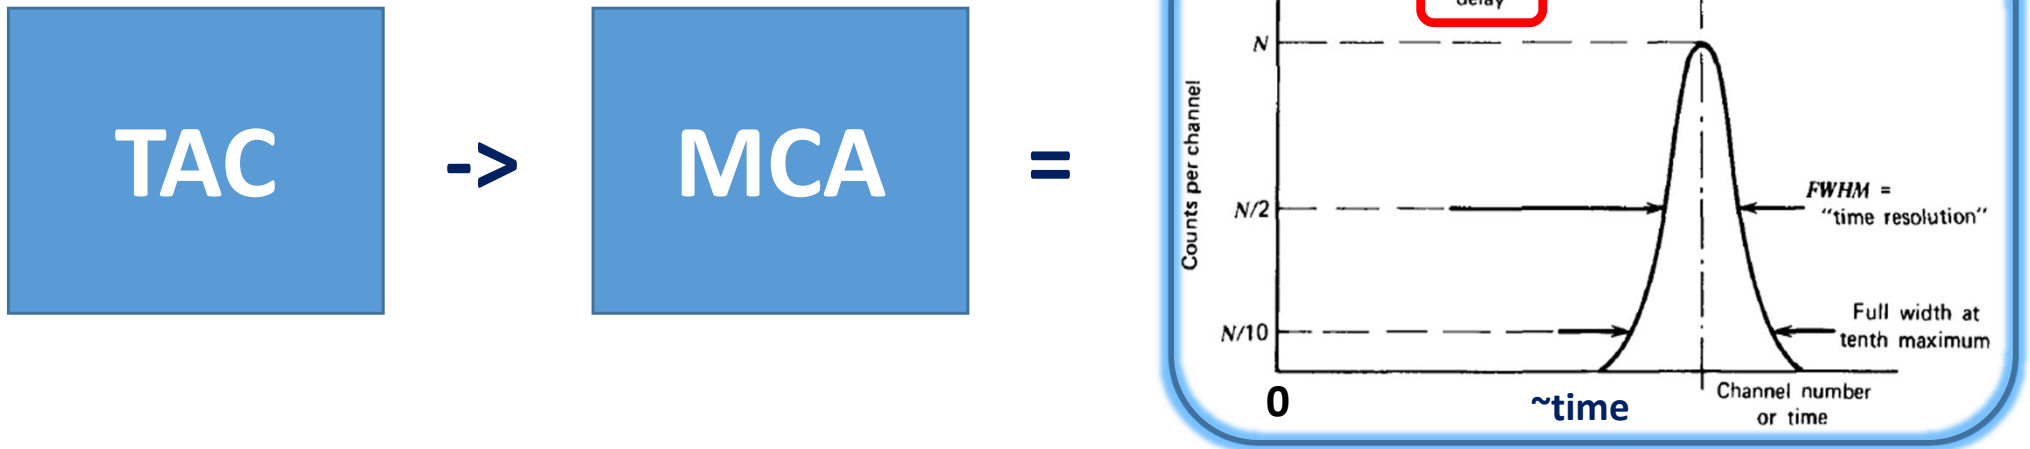 TAC
->
MCA
=
delay
N
Counts per channel
N/2
FWHM =
"time resolution"
N/10
Full width at
tenth maximum
0
~time
Channel number
or time